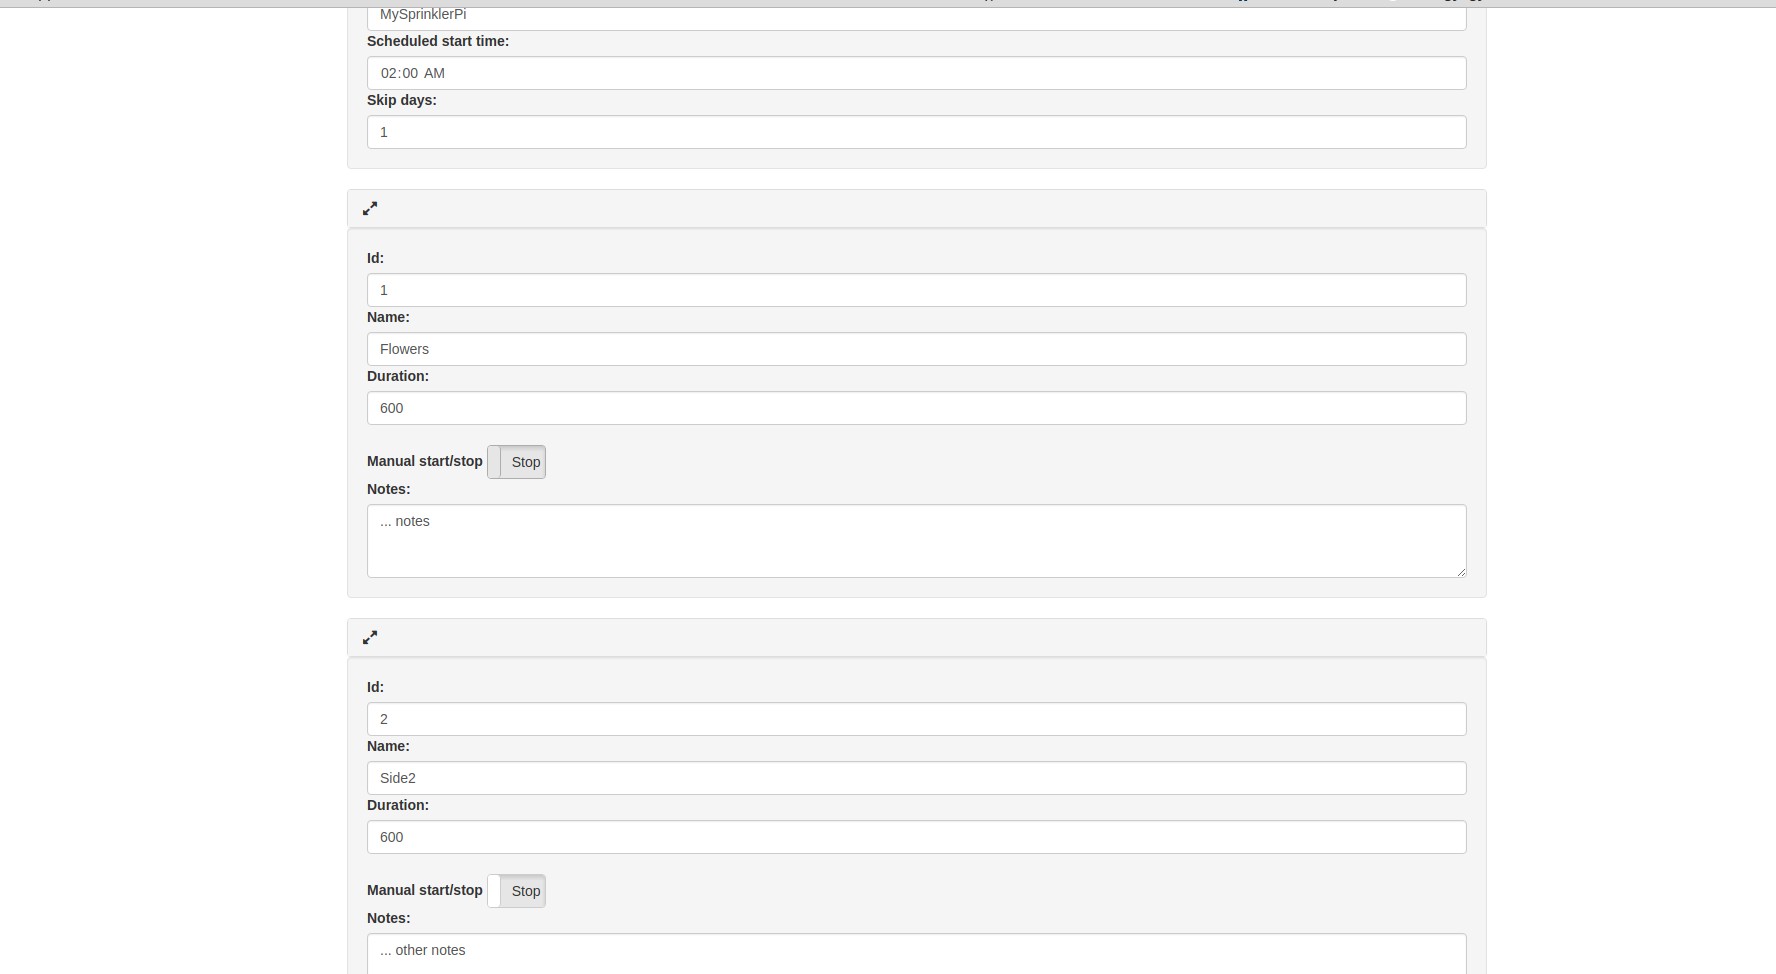 MySprinklerPi
Scheduled start time:
02:00 AM
Skip days:
1
Id:
1
Name:
Flowers
Duration:
600
Manual start/stop Stop
Notes:
... notes
Id:
2
Name:
Side2
Duration:
600
Manual start/stop Stop
Notes:
... other notes